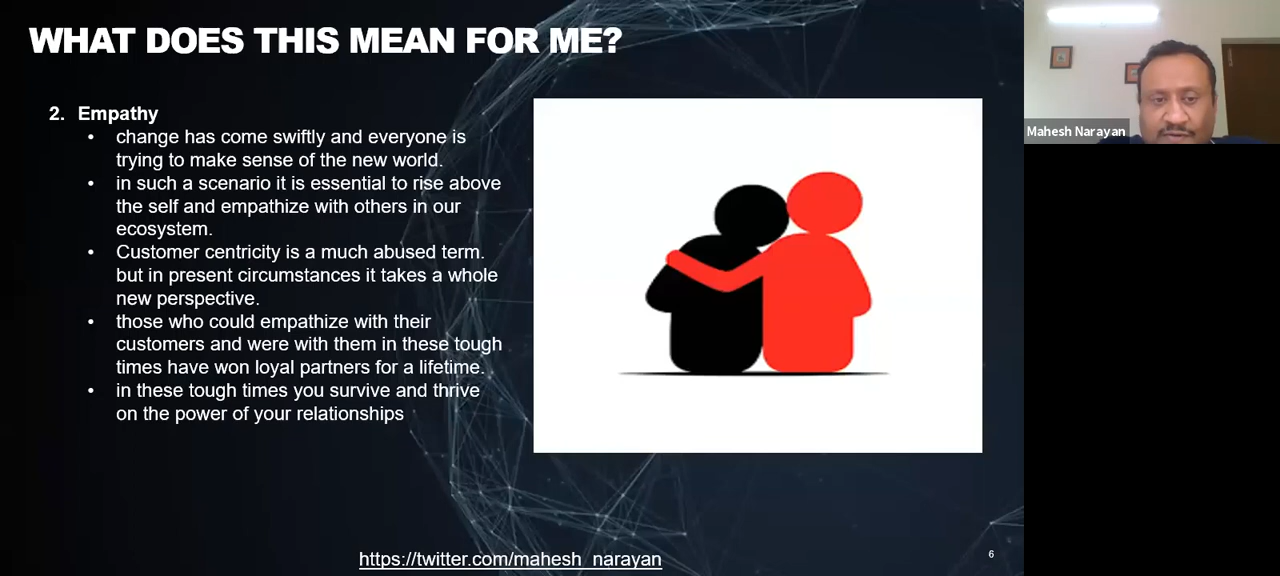 WHAT DOES THIS MEAN FOR ME?
2. Empathy
• change has come swiftly and everyone is
trying to make sense of the new world.
• in such a scenario it is essential to rise above
the self and empathize with others in our
ecosystem.
• Customer centricity is a much abused term.
but in present circumstances it takes a whole
new perspective.
• those who could empathize with their
customers and were with them in these tough
times have won loyal partners for a lifetime.
• in these tough times you survive and thrive
on the power of your relationships
https://twitter.com/mahesh_narayan
6
Mahesh Narayan